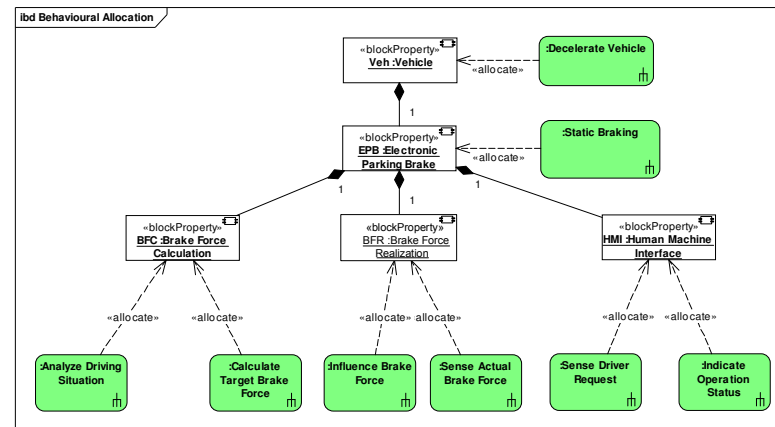 ibd Behavioural Allocation
«blockProperty»
Veh :Vehicle
:Decelerate Vehicle
«allocate»
1
«blockProperty»
EPB :Electronic
Parking Brake
:Static Braking
«allocate»
1
1
1
«blockProperty»
BFC :Brake Force
Calculation
«blockProperty»
BFR :Brake Force
Realization
«blockProperty»
HMI :Human Machine
Interface
«allocate»
«allocate»
«allocate»
«allocate»
«allocate»
«allocate»
:Analyze Driving
Situation
:Calculate
Target Brake
Force
:Influence Brake
Force
:Sense Actual
Brake Force
:Sense Driver
Request
:Indicate
Operation
Status